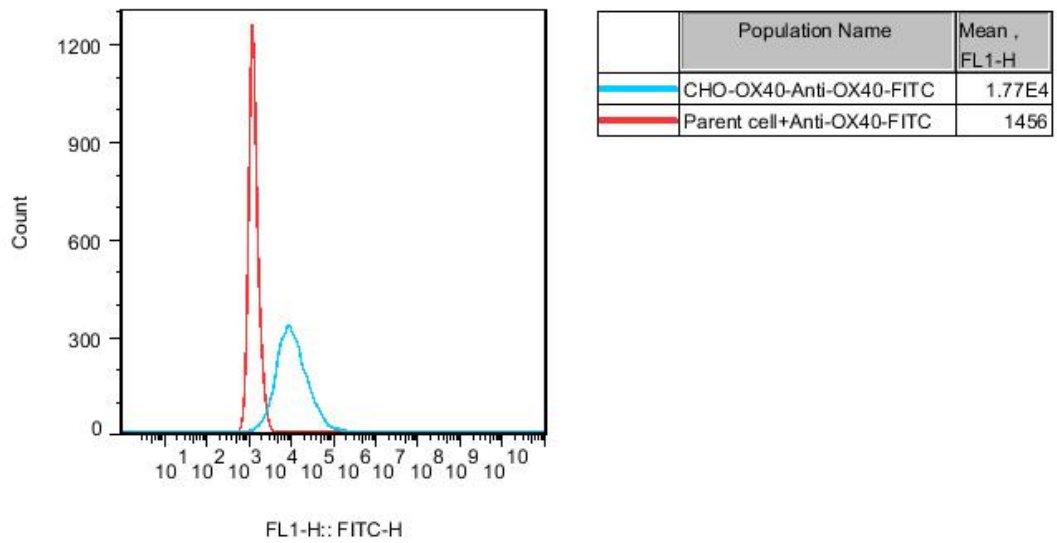 1200
900
600
300
0
Count
10^1 10^2 10^3 10^4 10^5 10^6 10^7 10^8 10^9 10^10
FL1-H:: FITC-H
Population Name Mean , FL1-H
CHO-OX40-Anti-OX40-FITC 1.77E4
Parent cell+Anti-OX40-FITC 1456